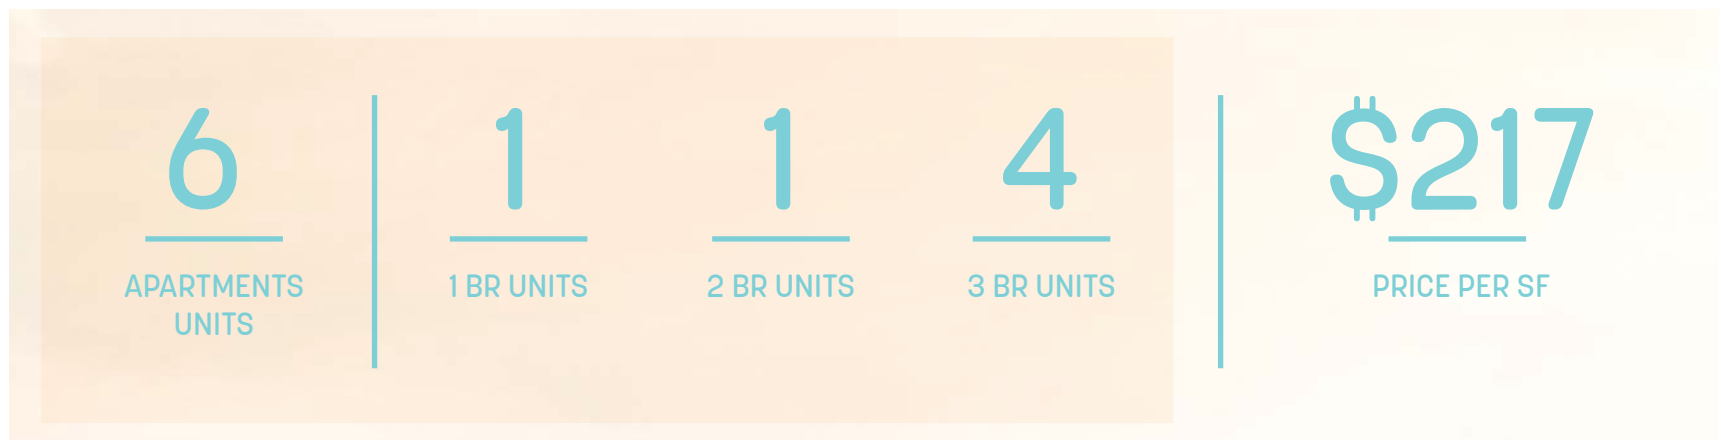 6
APARTMENTS
UNITS
1
1 BR UNITS
1
2 BR UNITS
4
3 BR UNITS
$217
PRICE PER SF